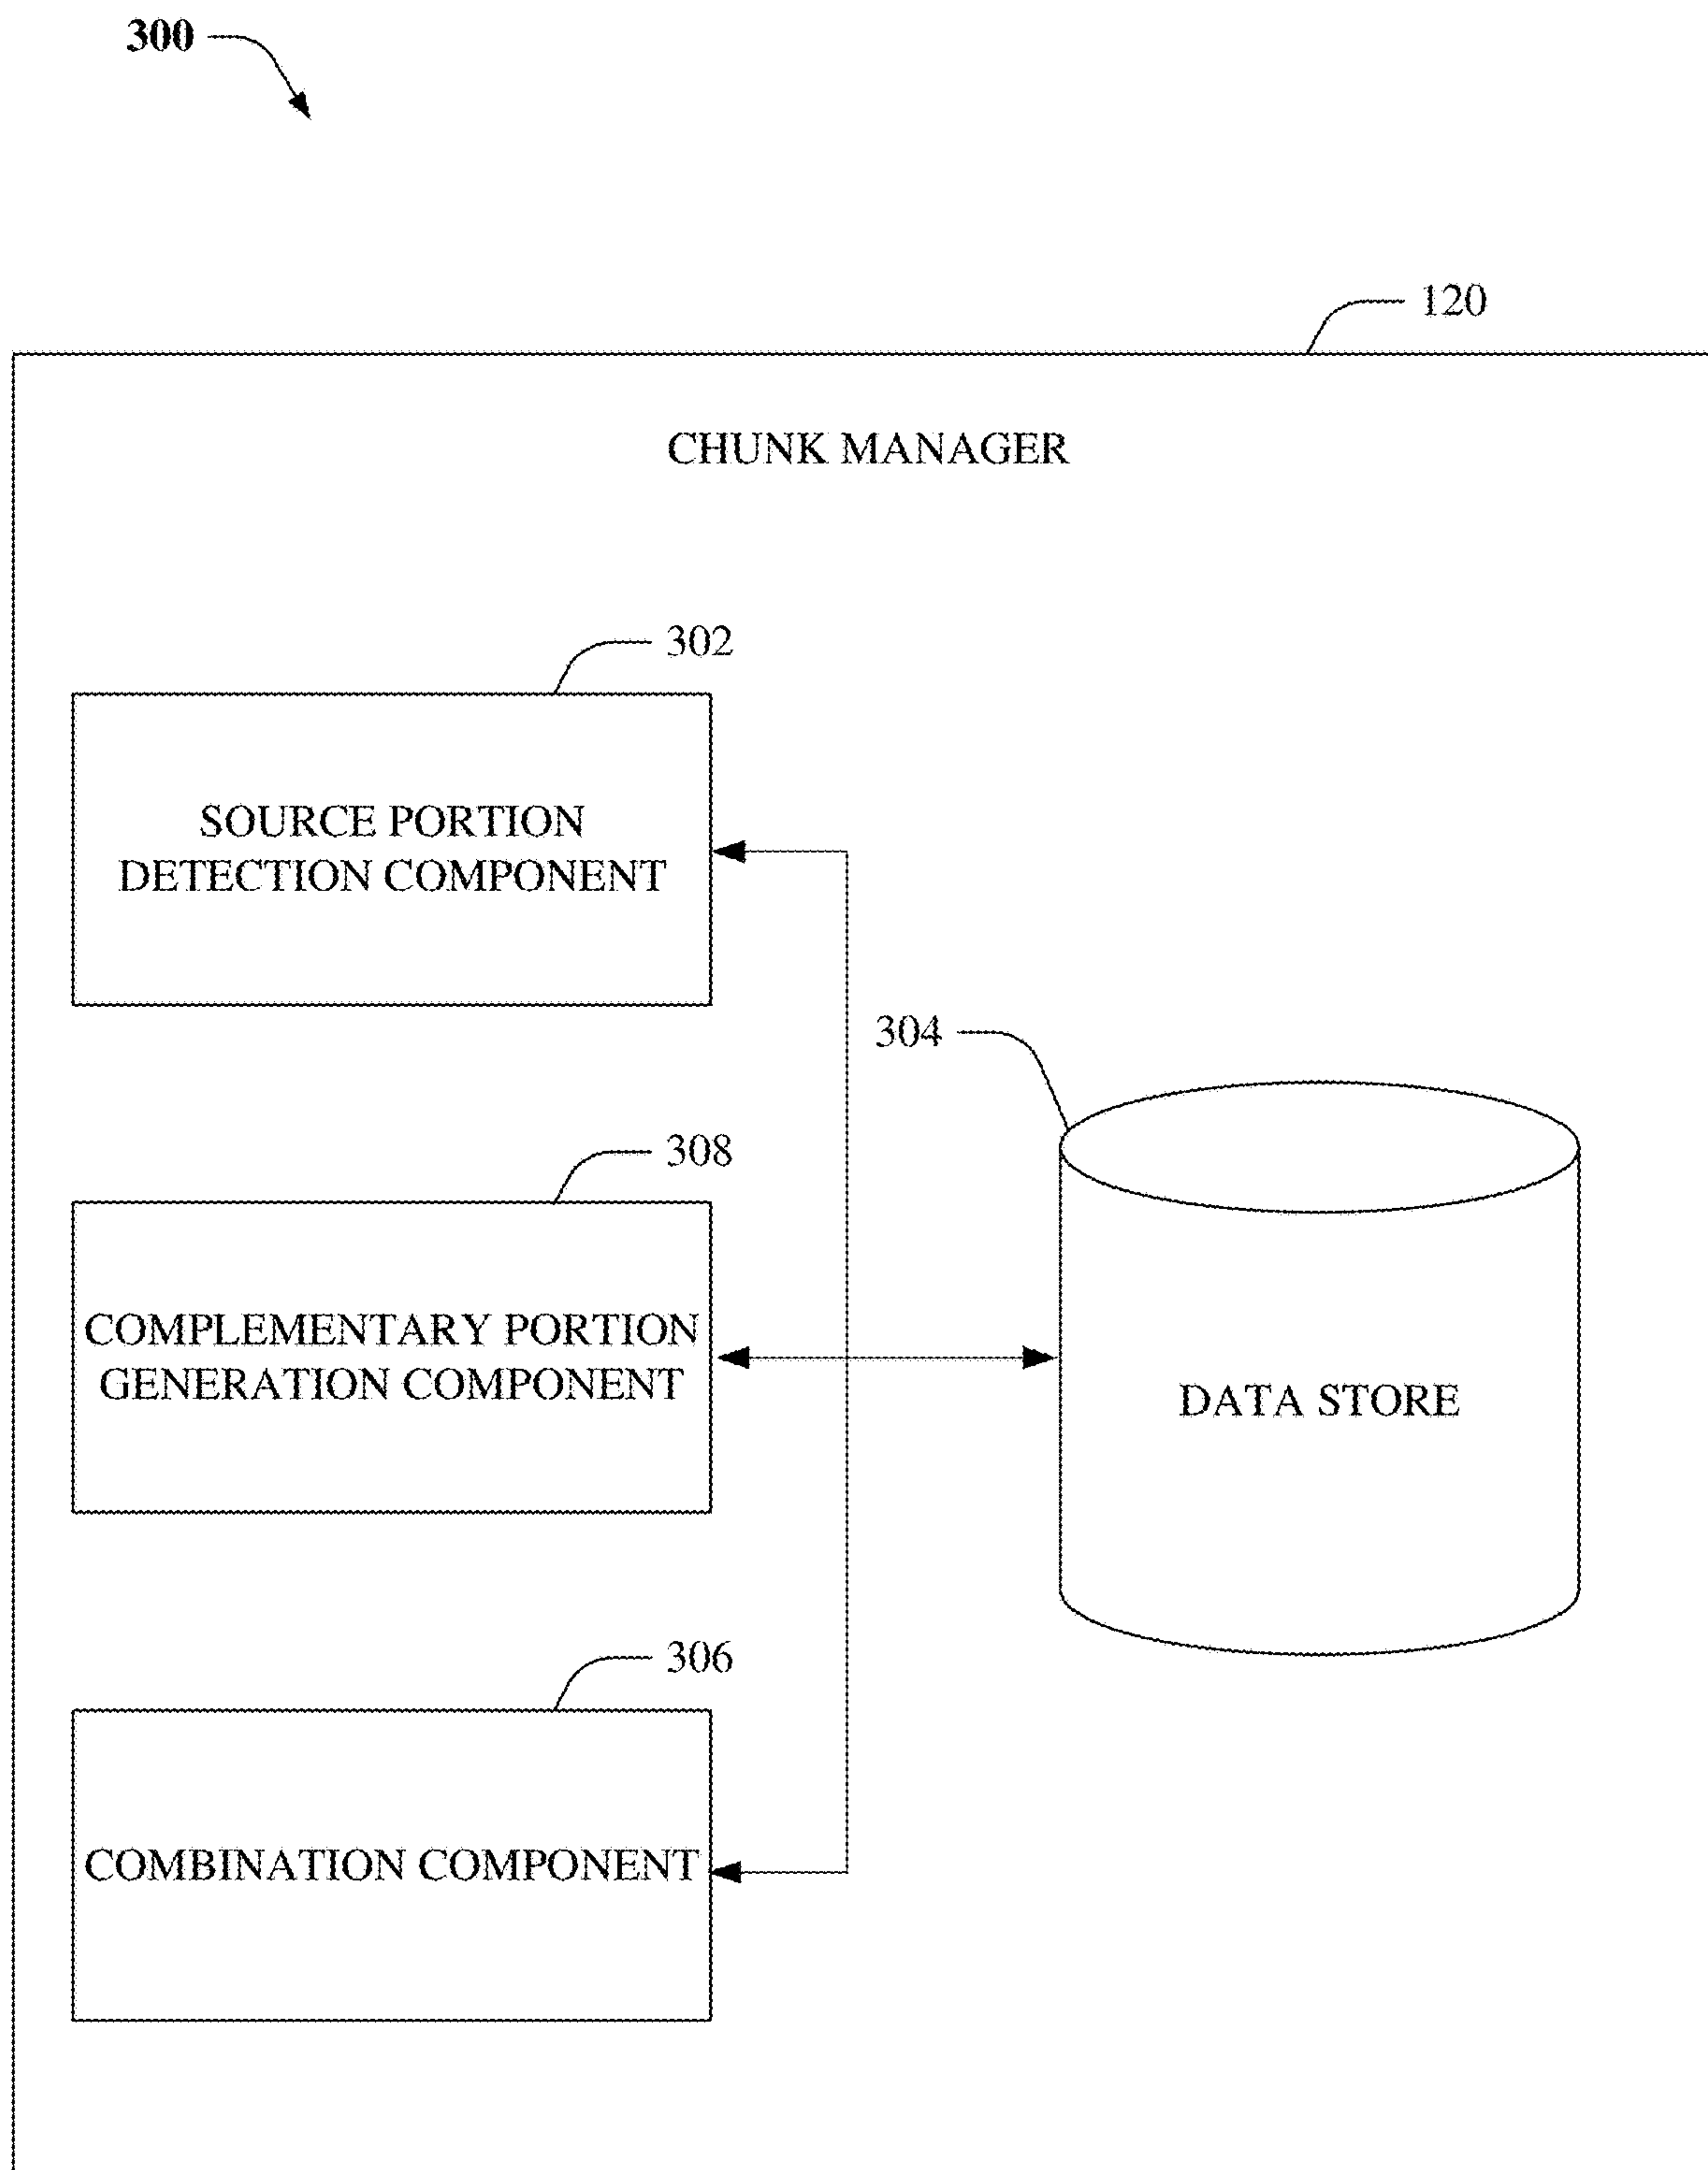 300
120
CHUNK MANAGER
302
SOURCE PORTION
DETECTION COMPONENT
304
308
COMPLEMENTARY PORTION
GENERATION COMPONENT
DATA STORE
306
COMBINATION COMPONENT